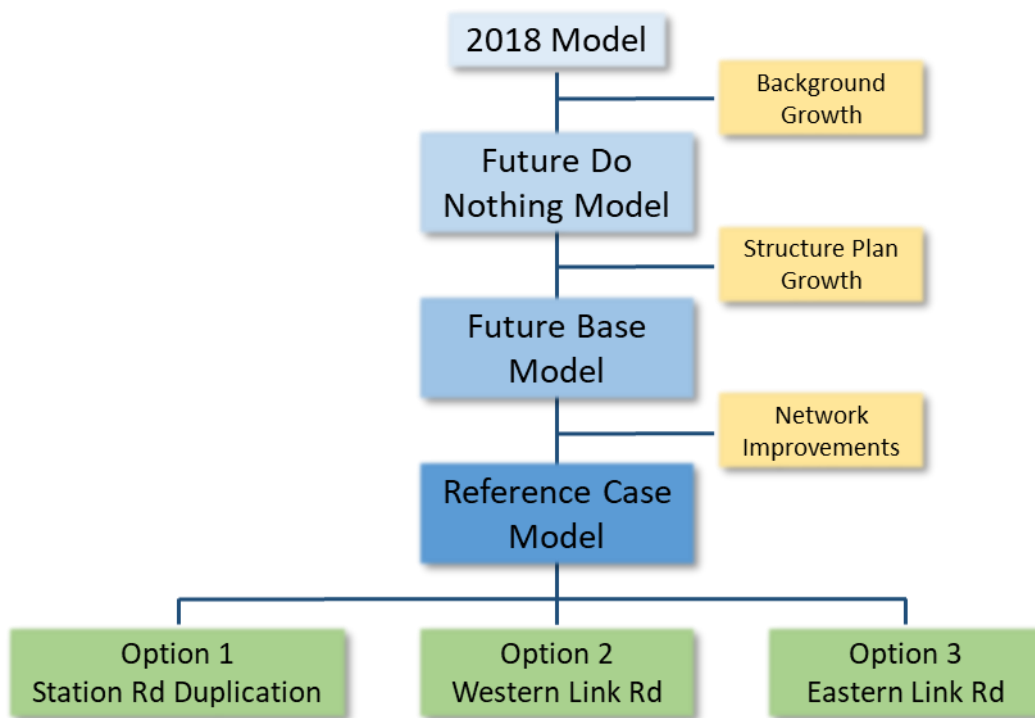 2018 Model
Background
Growth
Future Do
Nothing Model
Structure Plan
Growth
Future Base
Model
Network
Improvements
Reference Case
Model
Option 1
Station Rd Duplication
Option 2
Western Link Rd
Option 3
Eastern Link Rd